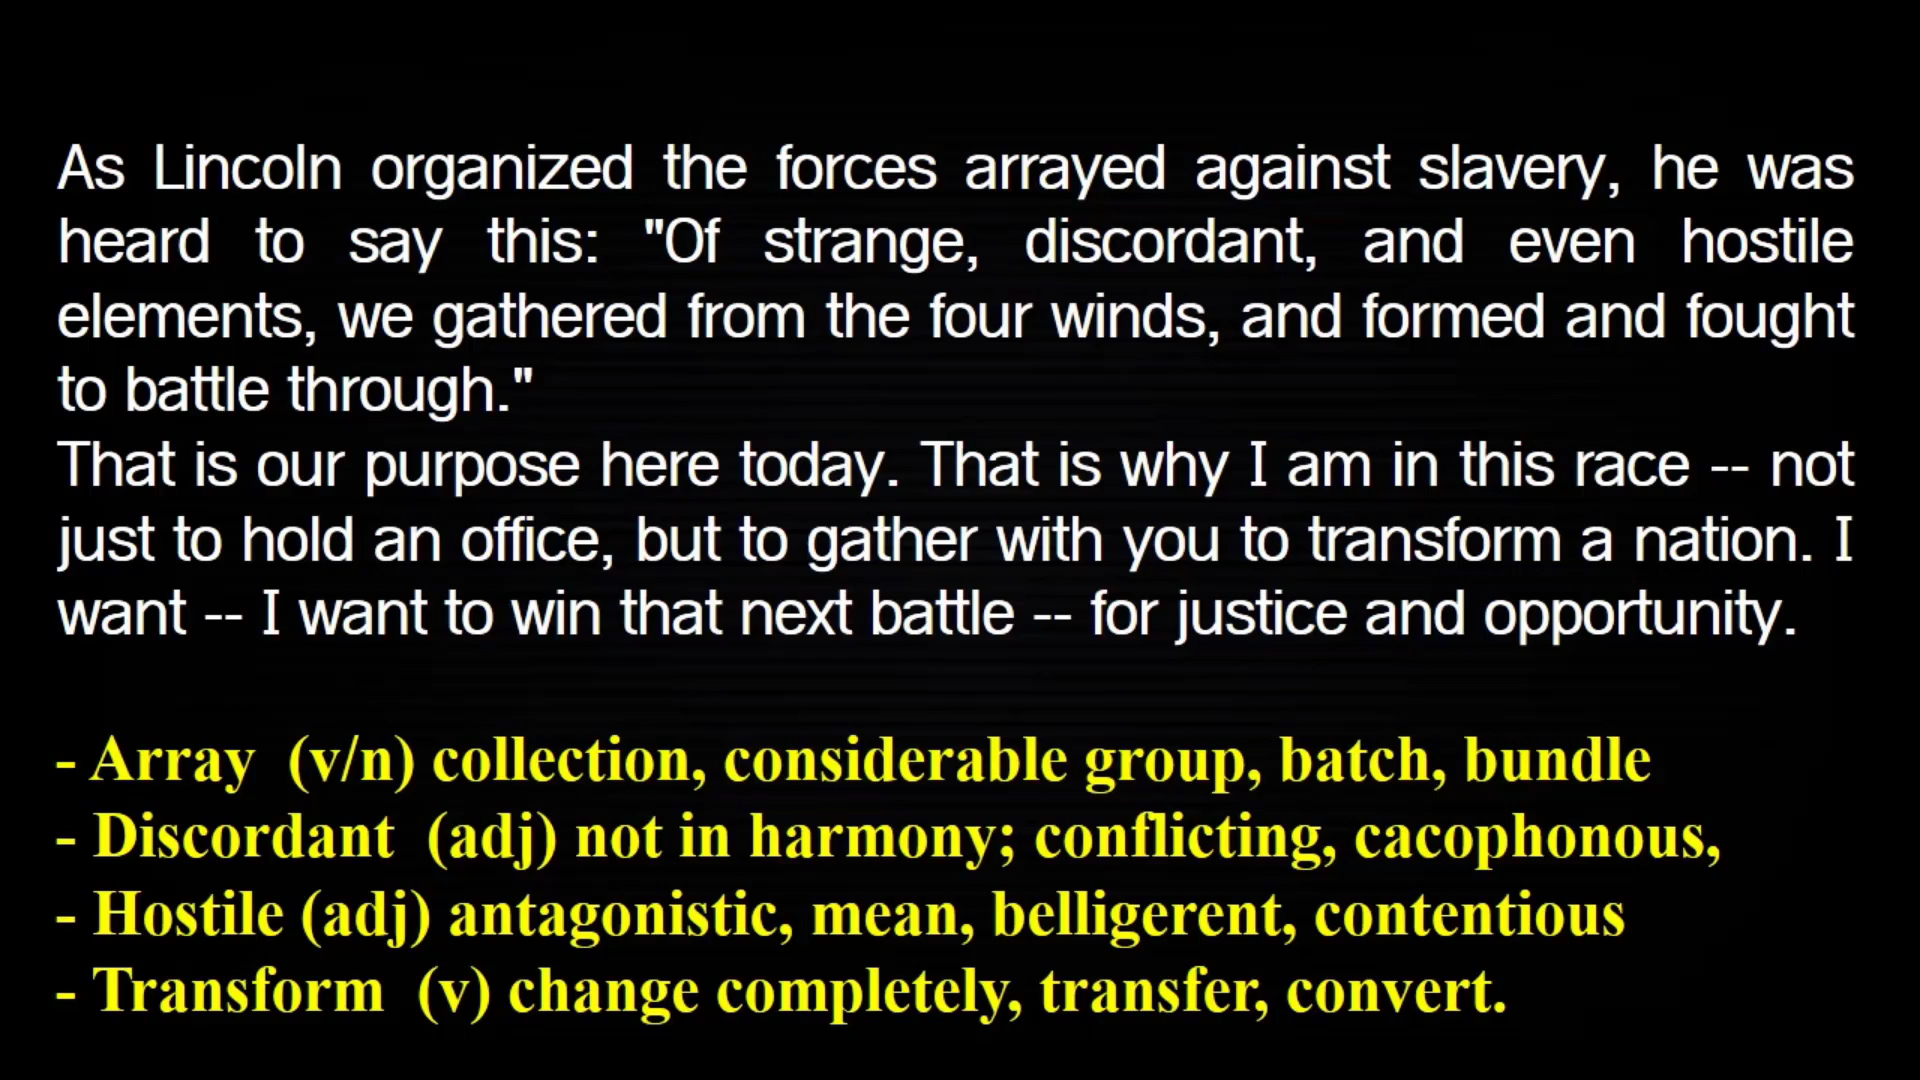 As Lincoln organized the forces arrayed against slavery, he was
heard to say this: "Of strange, discordant, and even hostile
elements, we gathered from the four winds, and formed and fought
to battle through."
That is our purpose here today. That is why I am in this race -- not
just to hold an office, but to gather with you to transform a nation. I
want -- I want to win that next battle -- for justice and opportunity.
- Array (v/n) collection, considerable group, batch, bundle
- Discordant (adj) not in harmony; conflicting, cacophonous,
- Hostile (adj) antagonistic, mean, belligerent, contentious
- Transform (v) change completely, transfer, convert.